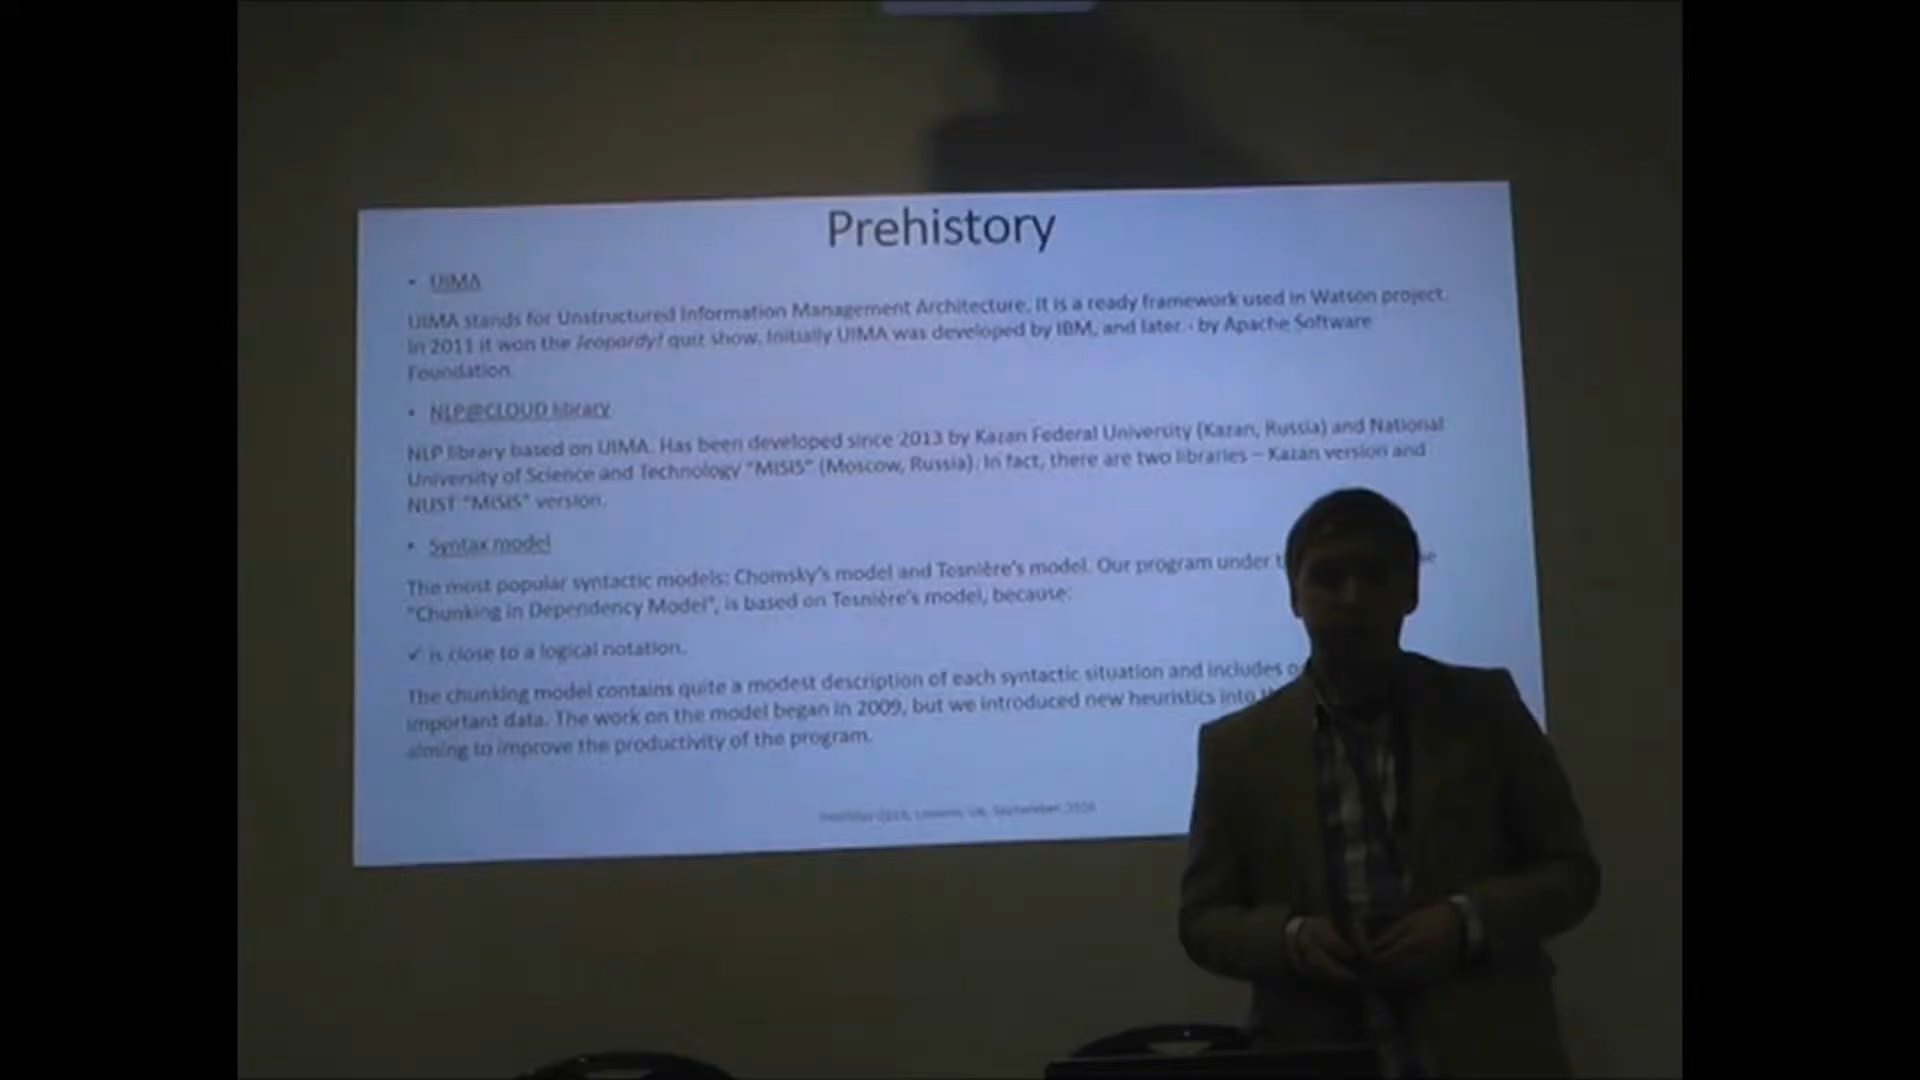 Prehistory
• UIMA
UIMA stands for Unstructured Information Management Architecture. It is a ready framework used in Watson project.
In 2011 it won the Jeopardy! quiz show. Initially UIMA was developed by IBM, and later - by Apache Software
Foundation.
• NLP@CLOUD library
NLP library based on UIMA. Has been developed since 2013 by Kazan Federal University (Kazan, Russia) and National
University of Science and Technology "MISIS" (Moscow, Russia). In fact, there are two libraries – Kazan version and
NUST "MISIS" version.
• Syntax model
The most popular syntactic models: Chomsky's model and Tesnière's model. Our program under
"Chunking in Dependency Model", is based on Tesnière's model, because:
✓ is close to a logical notation.
The chunking model contains quite a modest description of each syntactic situation and includes
important data. The work on the model began in 2009, but we introduced new heuristics into
aiming to improve the productivity of the program.
London, UK, September, 2016